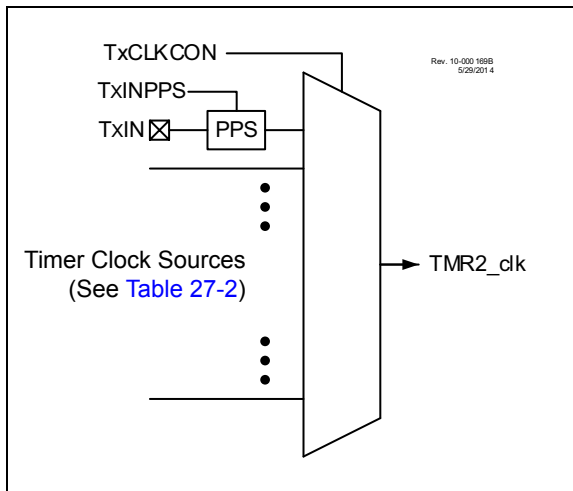 TxCLKCON
Rev. 10-000 169B
5/29/2014
TxINPPS
TxIN
PPS
Timer Clock Sources
(See Table 27-2)
TMR2_clk